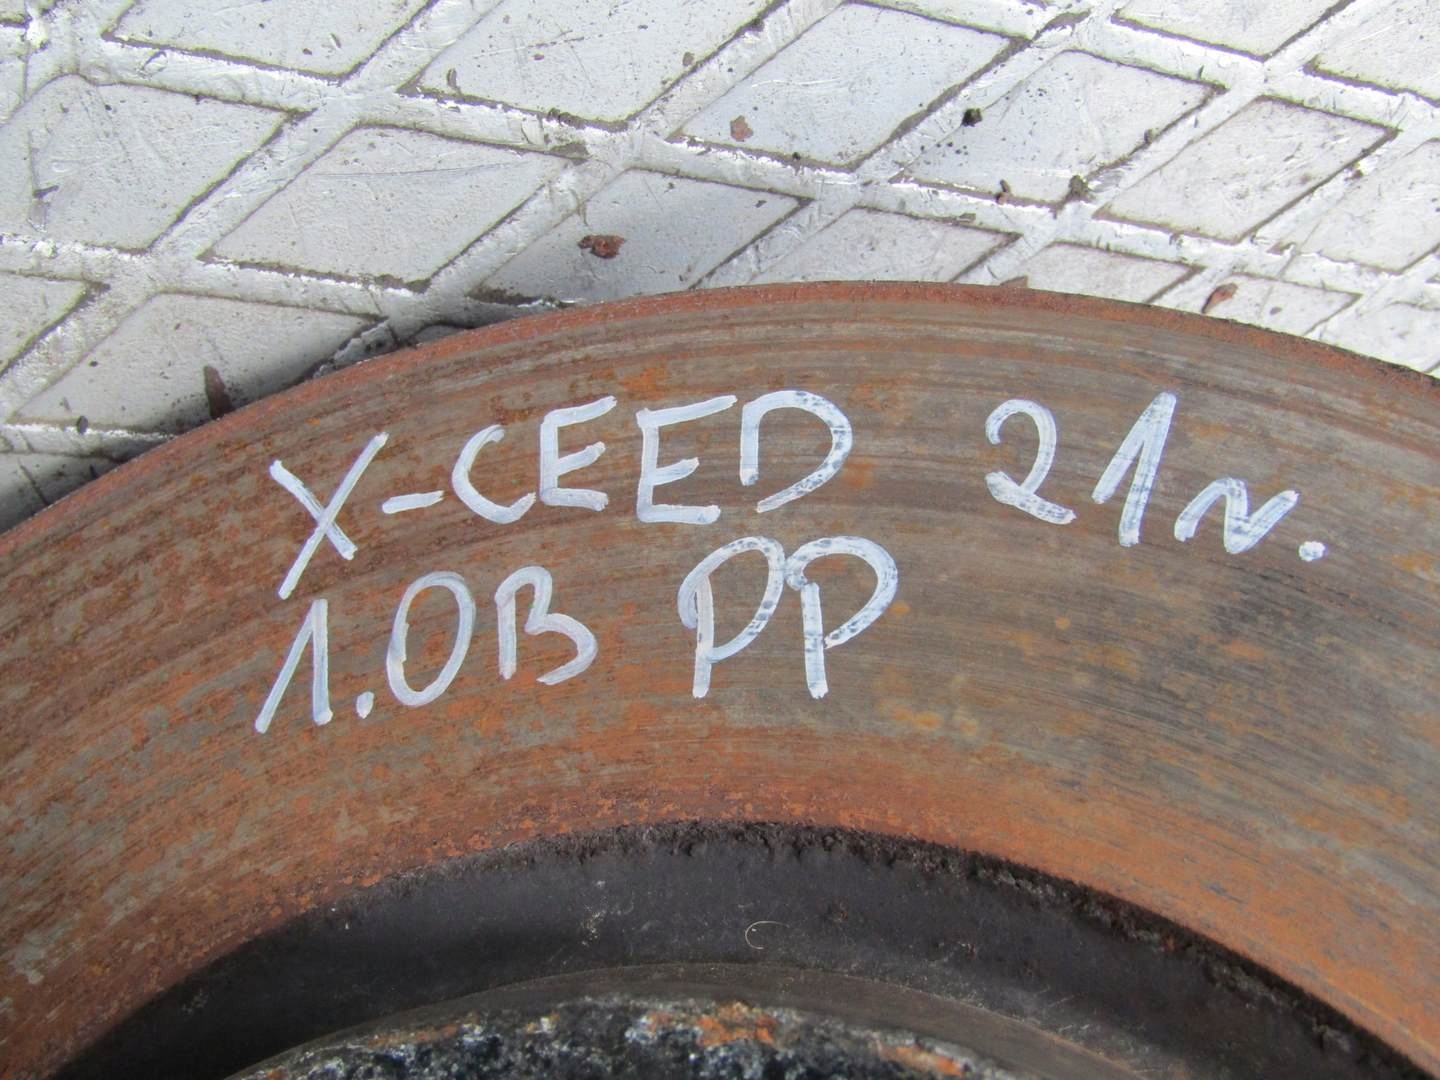 X-CEED 21r.
1.0B PP